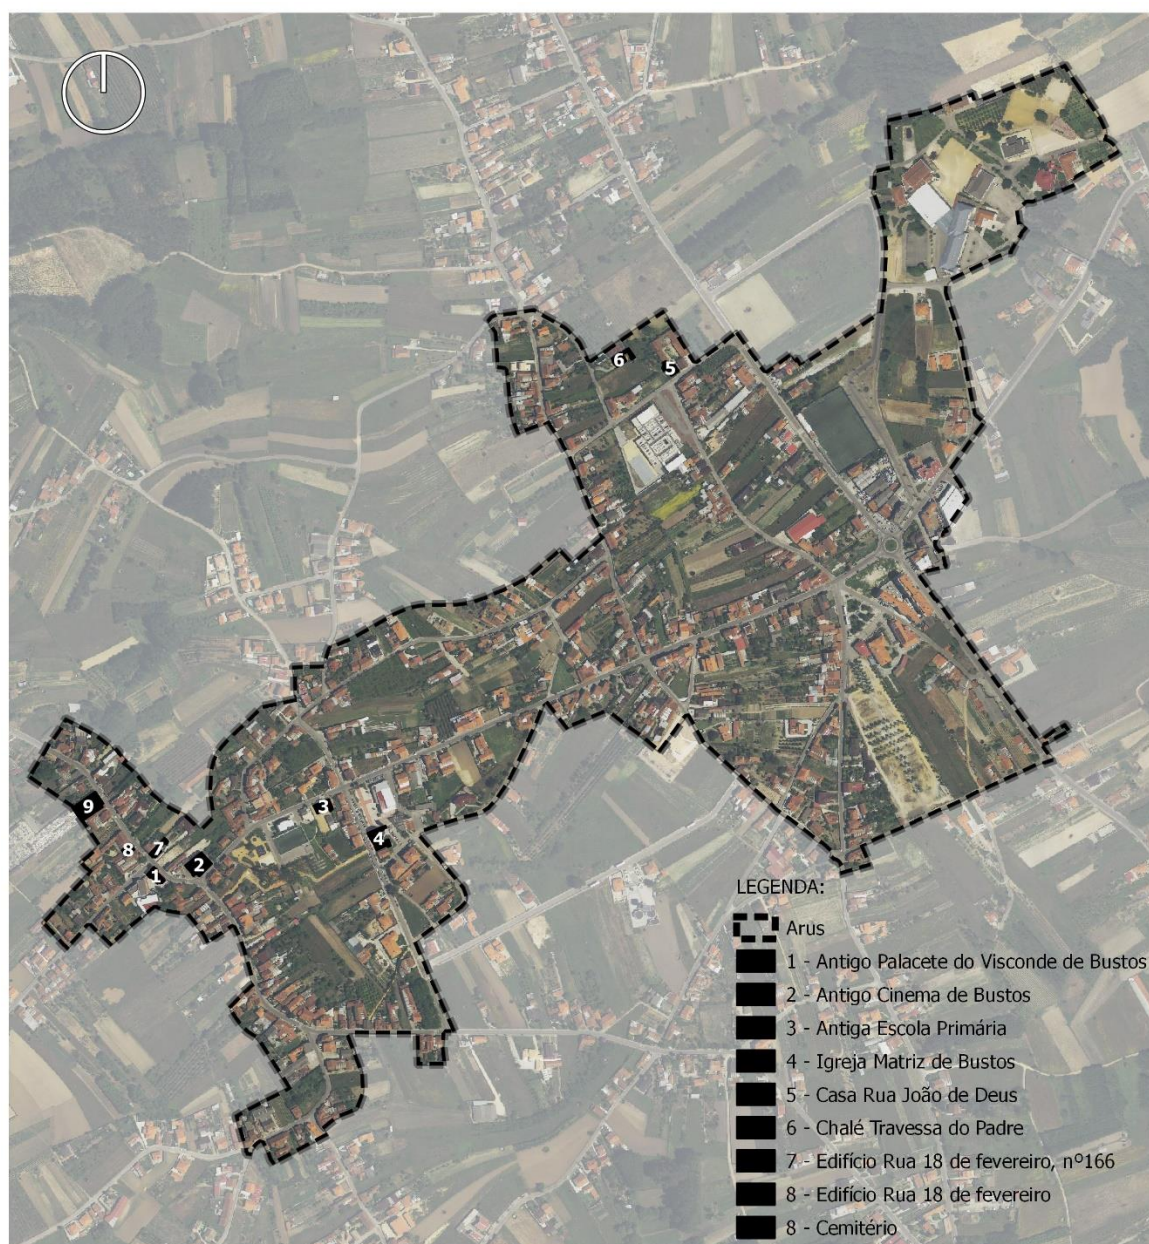 6
5
3
9
4
7
8
2
1
LEGENDA:
Arus
1 - Antigo Palacete do Visconde de Bustos
2 - Antigo Cinema de Bustos
3 - Antiga Escola Primária
4 - Igreja Matriz de Bustos
5 - Casa Rua João de Deus
6 - Chalé Travessa do Padre
7 - Edifício Rua 18 de fevereiro, nº166
8 - Edifício Rua 18 de fevereiro
8 - Cemitério